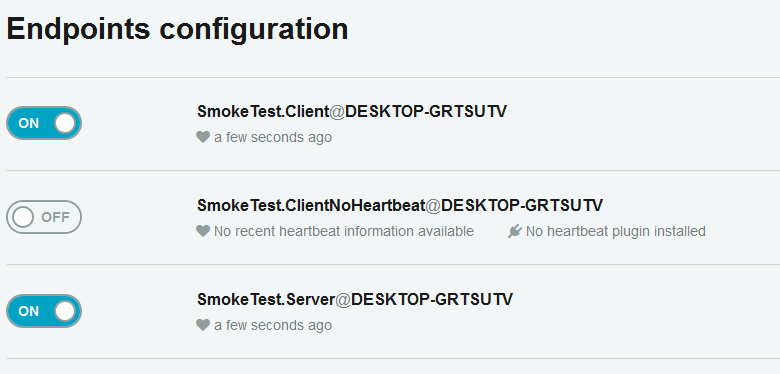 Endpoints configuration
ON
SmokeTest.Client@DESKTOP-GRTSUTV
a few seconds ago
OFF
SmokeTest.ClientNoHeartbeat@DESKTOP-GRTSUTV
No recent heartbeat information available No heartbeat plugin installed
ON
SmokeTest.Server@DESKTOP-GRTSUTV
a few seconds ago